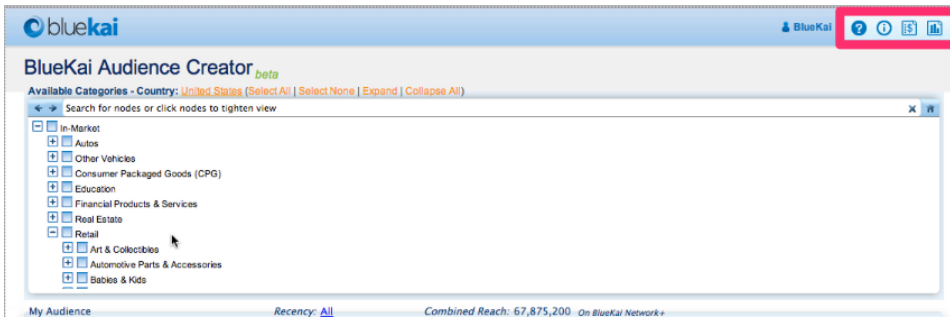 bluekai
BlueKai
BlueKai Audience Creator beta
Available Categories - Country: United States (Select All | Select None | Expand | Collapse All)
Search for nodes or click nodes to tighten view
In-Market
Autos
Other Vehicles
Consumer Packaged Goods (CPG)
Education
Financial Products & Services
Real Estate
Retail
Art & Collectibles
Automotive Parts & Accessories
Babies & Kids
My Audience Recency: All Combined Reach: 67,875,200 On BlueKai Network+